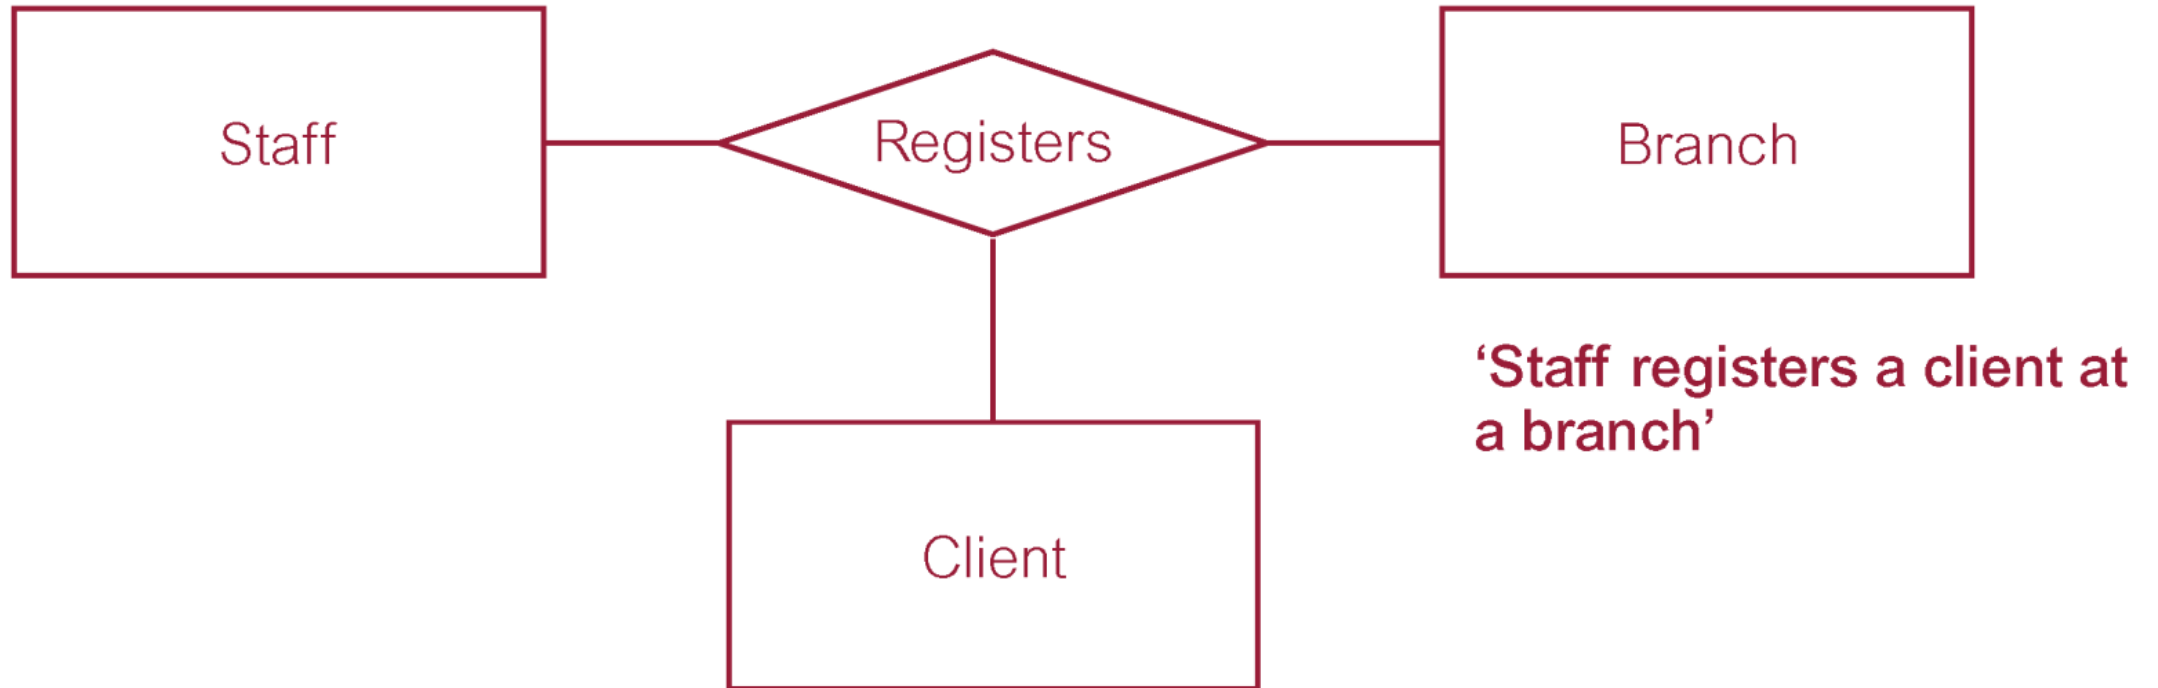 Staff
Registers
Branch
‘Staff registers a client at
a branch’
Client